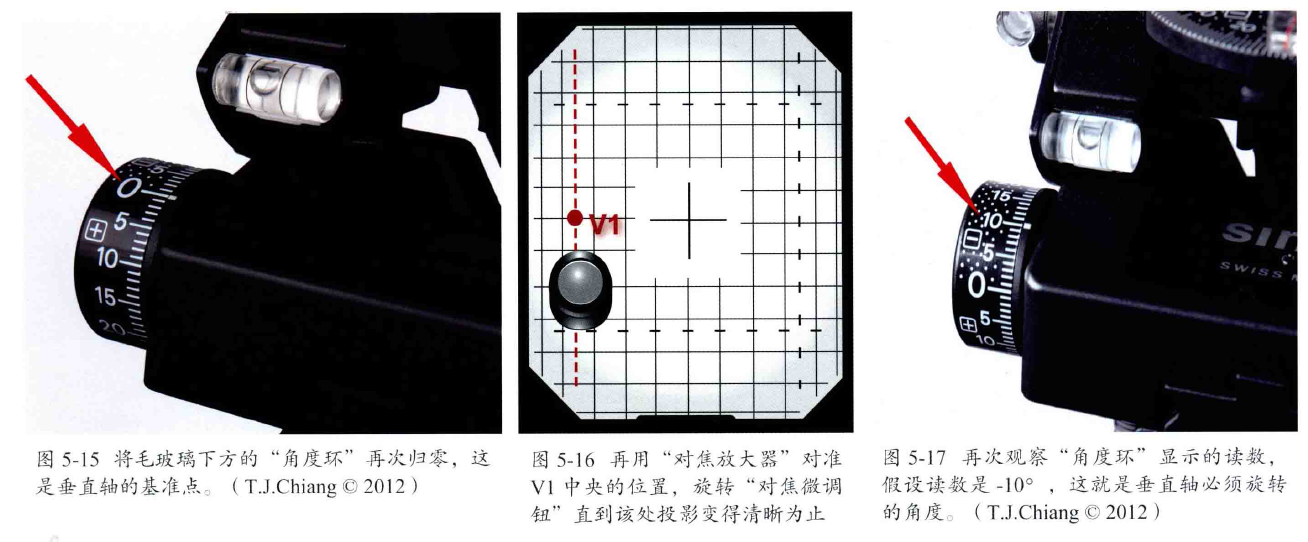 5
0
5
10
15
20
V1
15
10
5
0
5
10
20
SWISS
图 5-15 将毛玻璃下方的“角度环”再次归零，这
是垂直轴的基准点。（T.J.Chiang © 2012）
图 5-16 再用“对焦放大器”对准
V1 中央的位置，旋转“对焦微调
钮”直到该处投影变得清晰为止
图 5-17 再次观察“角度环”显示的读数，
假设读数是 -10° ，这就是垂直轴必须旋转
的角度。（T.J.Chiang © 2012）